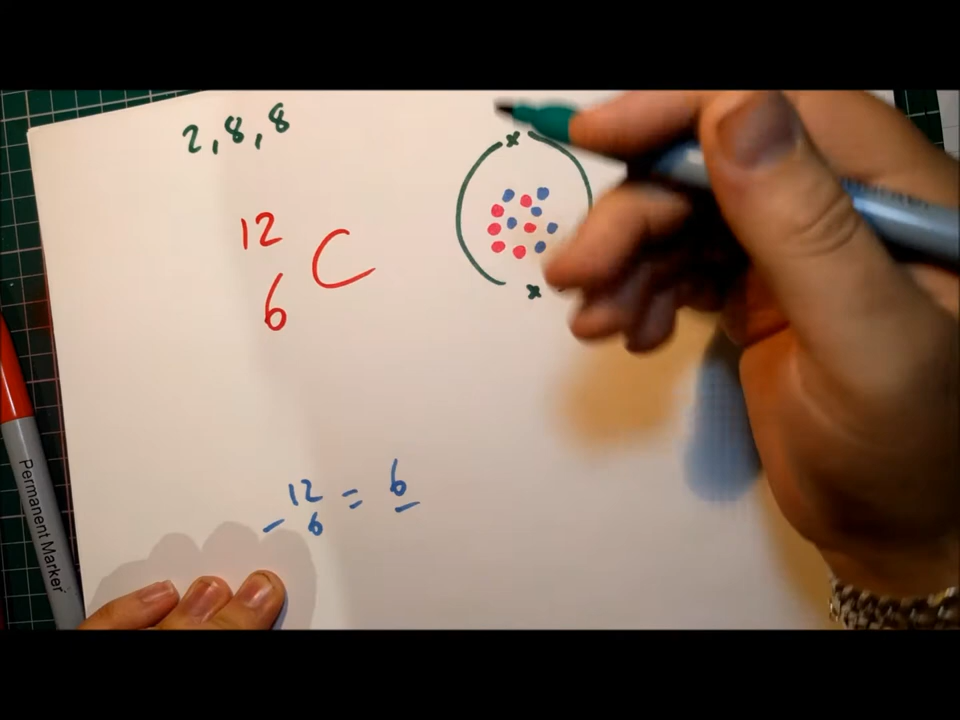 2,8,8
12
6 C
12 = 6
- 6
Permanent Marker